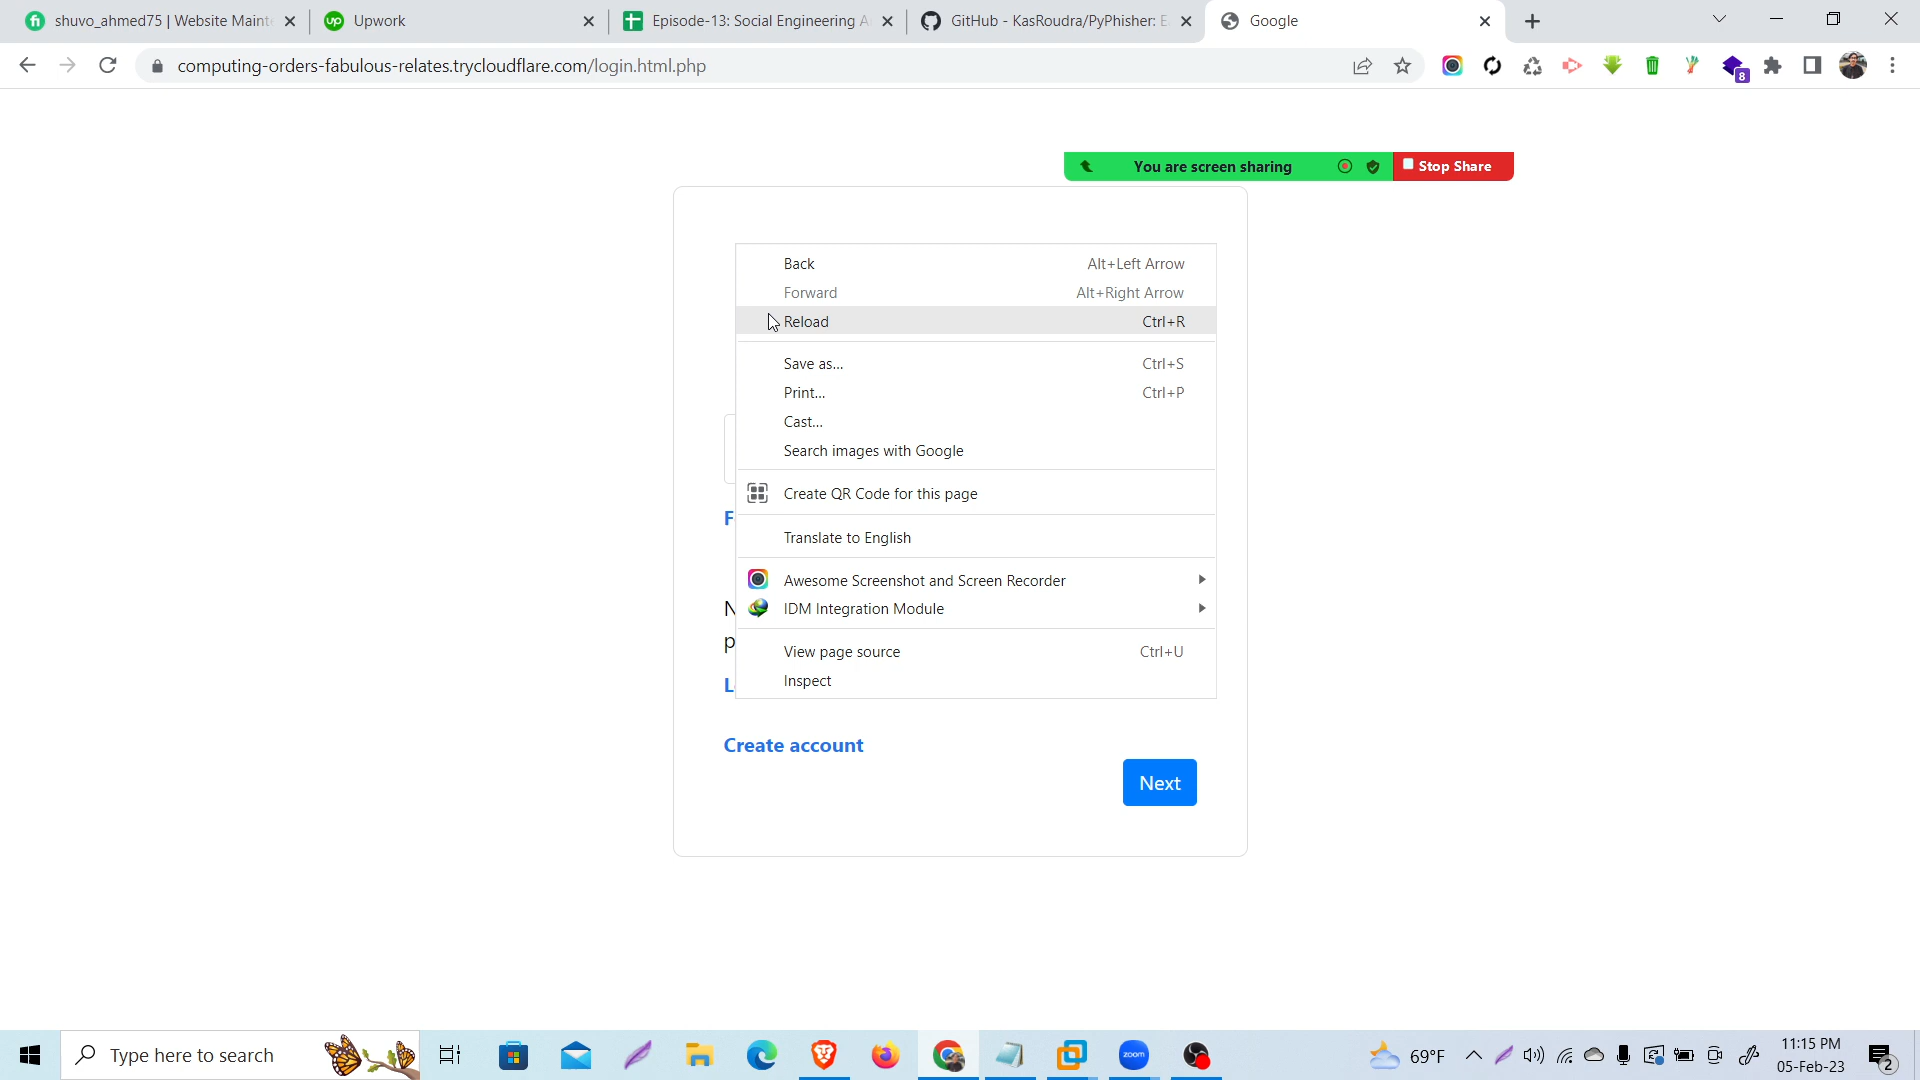 shuvo_ahmed75 | Website Maint
Upwork
Episode-13: Social Engineering A
GitHub - KasRoudra/PyPhisher: E
Google
computing-orders-fabulous-relates.trycloudflare.com/login.html.php
8
You are screen sharing
Stop Share
Back Alt+Left Arrow
Forward Alt+Right Arrow
Reload Ctrl+R
Save as... Ctrl+S
Print... Ctrl+P
Cast...
Search images with Google
Create QR Code for this page
F
Translate to English
Awesome Screenshot and Screen Recorder
N
IDM Integration Module
p
View page source Ctrl+U
L
Inspect
Create account
Next
Type here to search
zoom
69°F
11:15 PM
05-Feb-23
2